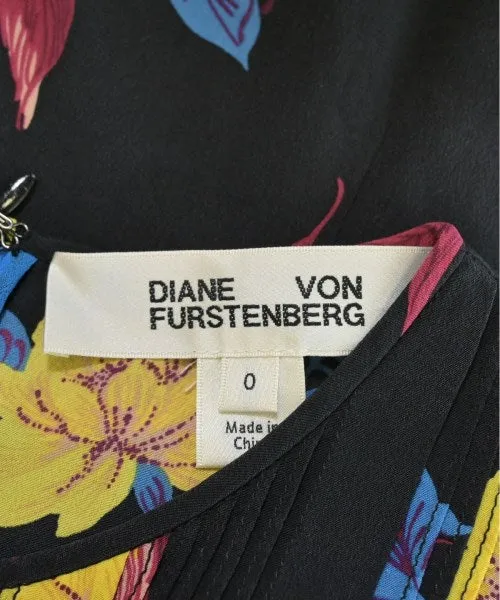 DIANE VON
FURSTENBERG
0
Made in